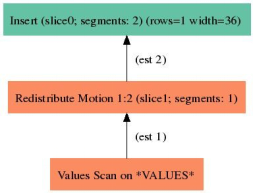 Insert (slice0; segments: 2) (rows=1 width=36)
(est 2)
Redistribute Motion 1:2 (slice1; segments: 1)
(est 1)
Values Scan on *VALUES*